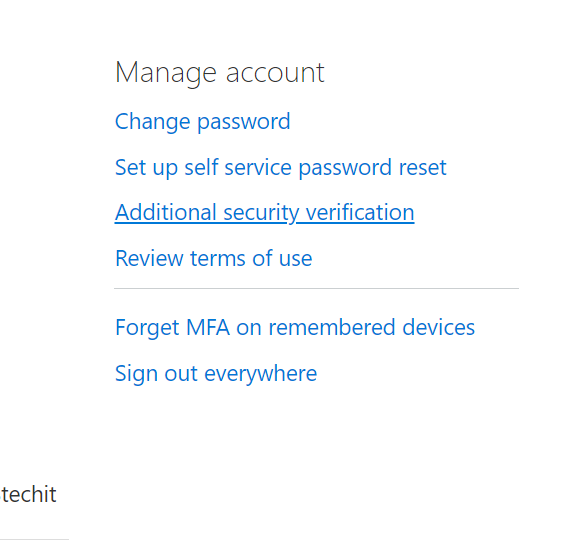 Manage account
Change password
Set up self service password reset
Additional security verification
Review terms of use
Forget MFA on remembered devices
Sign out everywhere
techit